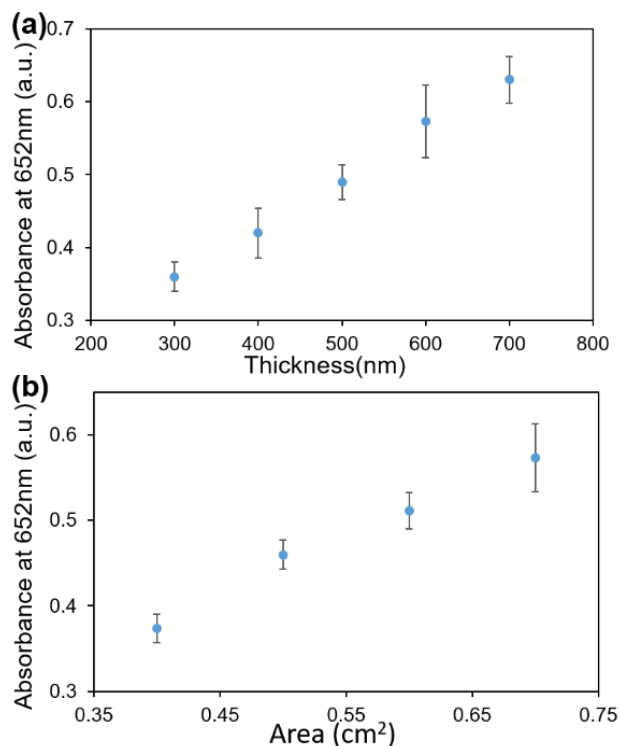 (a)
Absorbance at 652nm (a.u.)
0.7
0.6
0.5
0.4
0.3
200 300 400 500 600 700 800
Thickness(nm)
(b)
Absorbance at 652nm (a.u.)
0.6
0.5
0.4
0.3
0.35 0.45 0.55 0.65 0.75
Area (cm²)